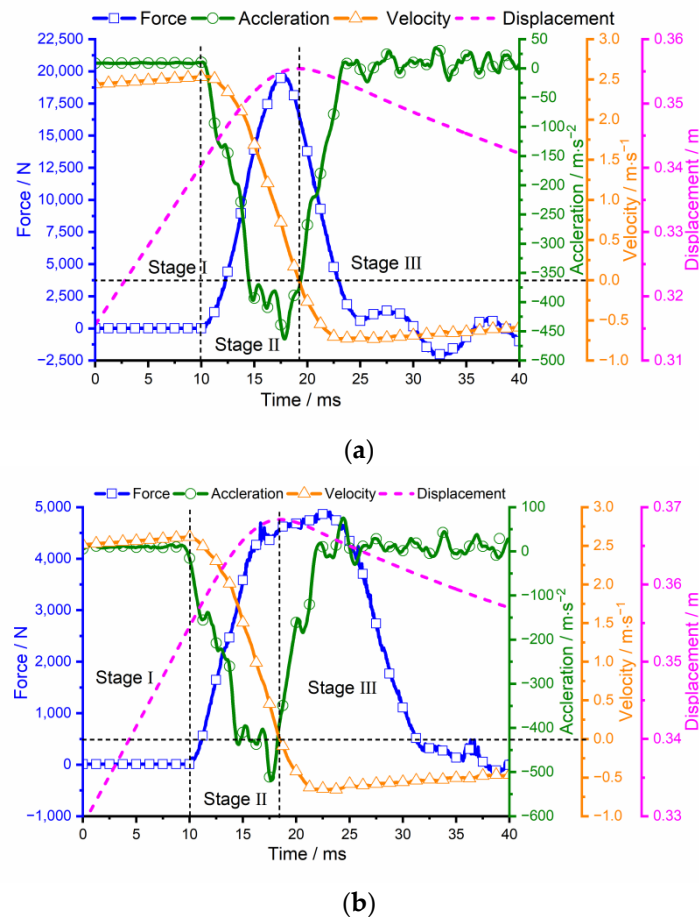 Force Accleration Velocity Displacement
22,500 50 3.0 0.36
20,000 0 2.5
17,500 −50 0.35
15,000 −100 2.0
12,500 −150 1.5
10,000 −200 0.34
7,500 −250 1.0
5,000 −300 0.5 0.33
2,500 −350 0.0
0 −400 0.32
−2,500 −450 −0.5
−500 −1.0 0.31
Force / N
Stage I
Stage II
Stage III
Accleration / m·s−2
Velocity / m·s−1
Displacement / m
0 5 10 15 20 25 30 35 40
Time / ms
(a)
Force Accleration Velocity Displacement
5,000 100 3.0 0.37
4,000 0 2.5
3,000 −100 2.0 0.36
2,000 −200 1.5
1,000 −300 1.0 0.35
0 −400 0.5
−1,000 −500 0.0 0.34
−600 −0.5
−1.0 0.33
Force / N
Stage I
Stage II
Stage III
Accleration / m·s−2
Velocity / m·s−1
Displacement / m
0 5 10 15 20 25 30 35 40
Time / ms
(b)